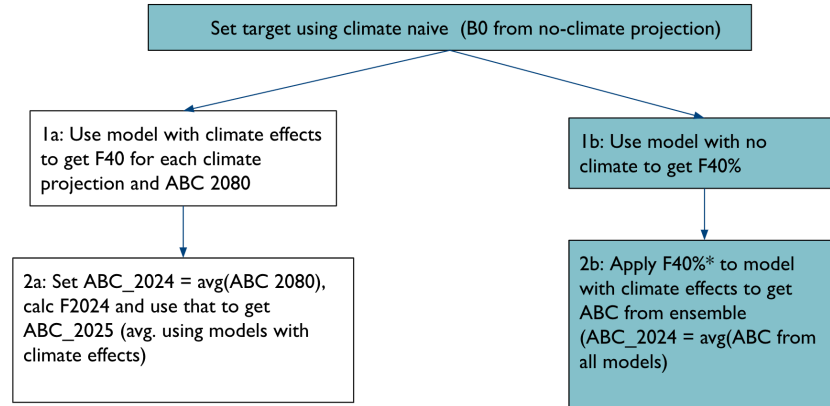 Set target using climate naive  (B0 from no-climate projection)
1a: Use model with climate effects
to get F40 for each climate
projection and ABC 2080
1b: Use model with no
climate to get F40%
2a: Set ABC_2024 = avg(ABC 2080),
calc F2024 and use that to get
ABC_2025 (avg. using models with
climate effects)
2b: Apply F40%* to model
with climate effects to get
ABC from ensemble
(ABC_2024 = avg(ABC from
all models)